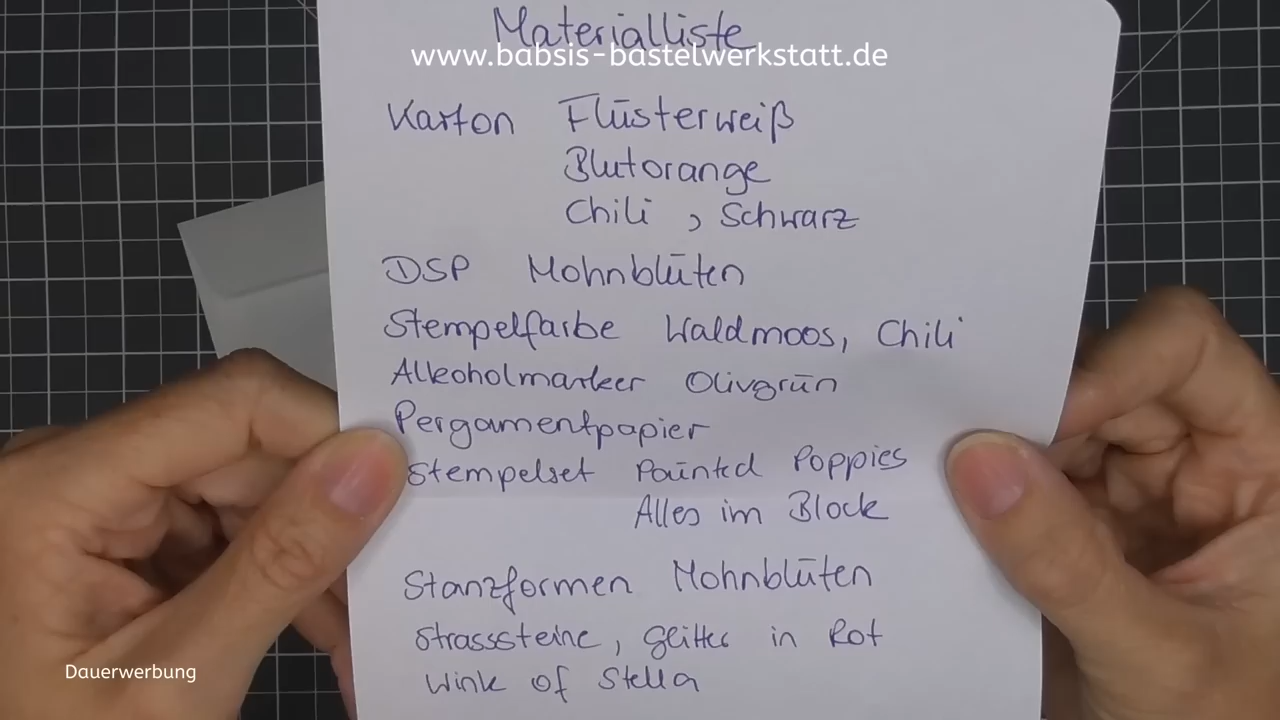 Materialliste
www.babsis-bastelwerkstatt.de
Karton Flüsterweiß
Blutorange
Chili, Schwarz
DSP Mohnblüten
Stempelfarbe Waldmoos, Chili
Alkoholmarker Olivgrün
Pergamentpapier
Stempelset Painted Poppies
Alles im Block
Stanzformen Mohnblüten
Strasssteine, Glitter in Rot
Wink of Stella
Dauerwerbung